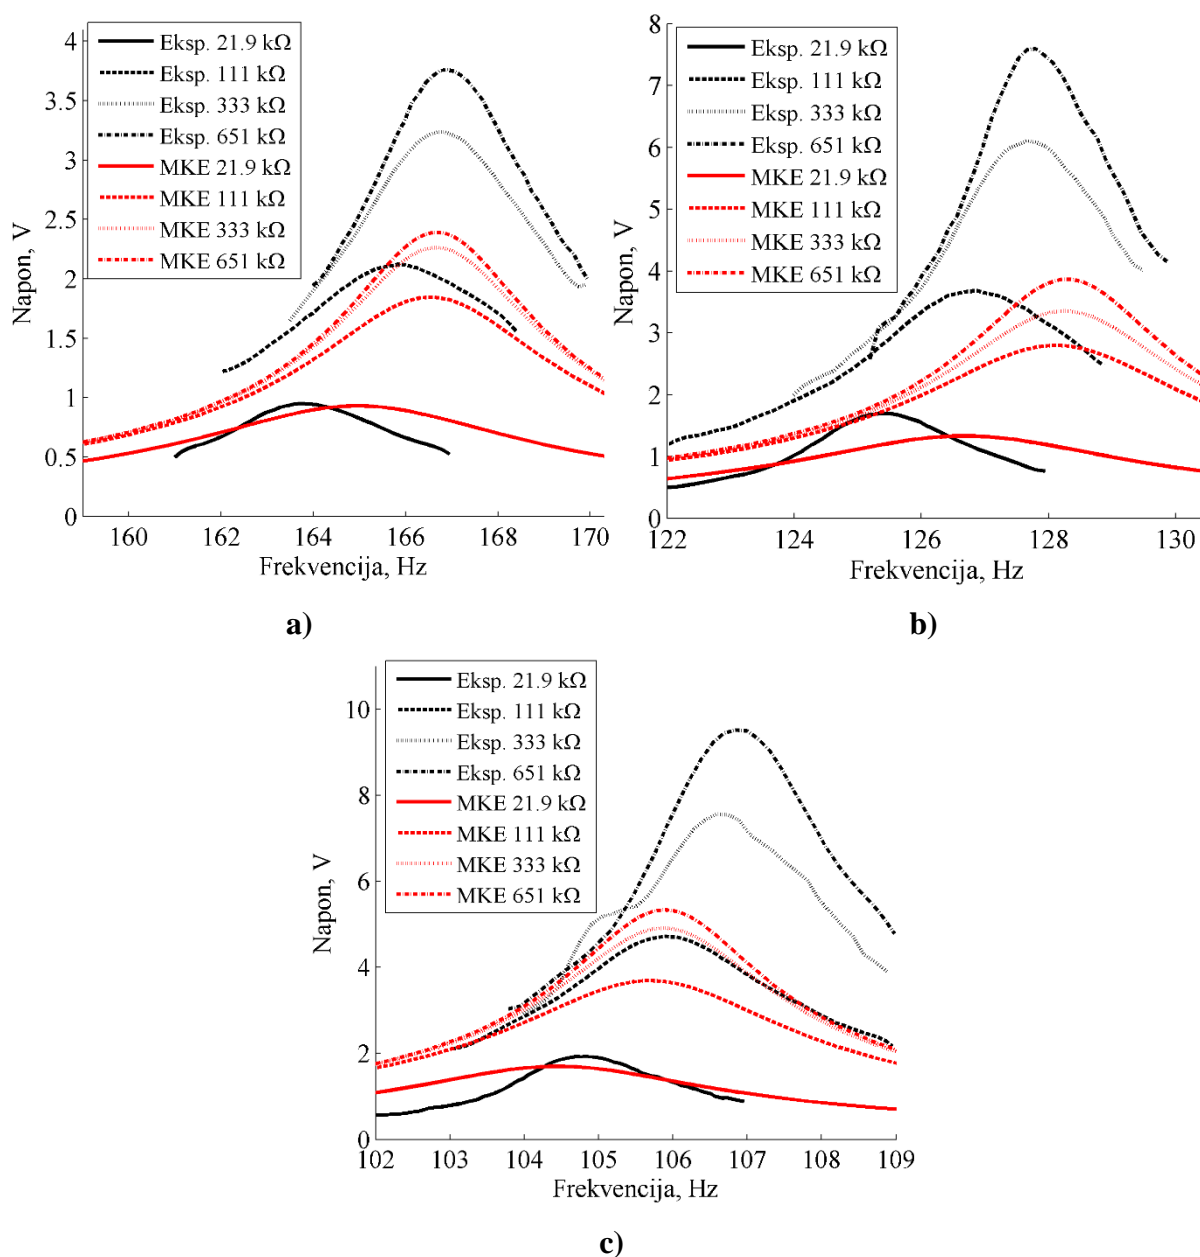 Eksp. 21.9 kΩ
Eksp. 111 kΩ
Eksp. 333 kΩ
Eksp. 651 kΩ
MKE 21.9 kΩ
MKE 111 kΩ
MKE 333 kΩ
MKE 651 kΩ
4
3.5
3
2.5
2
1.5
1
0.5
0
Napon, V
160 162 164 166 168 170
Frekvencija, Hz
a)
Eksp. 21.9 kΩ
Eksp. 111 kΩ
Eksp. 333 kΩ
Eksp. 651 kΩ
MKE 21.9 kΩ
MKE 111 kΩ
MKE 333 kΩ
MKE 651 kΩ
8
7
6
5
4
3
2
1
0
Napon, V
122 124 126 128 130
Frekvencija, Hz
b)
Eksp. 21.9 kΩ
Eksp. 111 kΩ
Eksp. 333 kΩ
Eksp. 651 kΩ
MKE 21.9 kΩ
MKE 111 kΩ
MKE 333 kΩ
MKE 651 kΩ
10
8
6
4
2
0
Napon, V
102 103 104 105 106 107 108 109
Frekvencija, Hz
c)